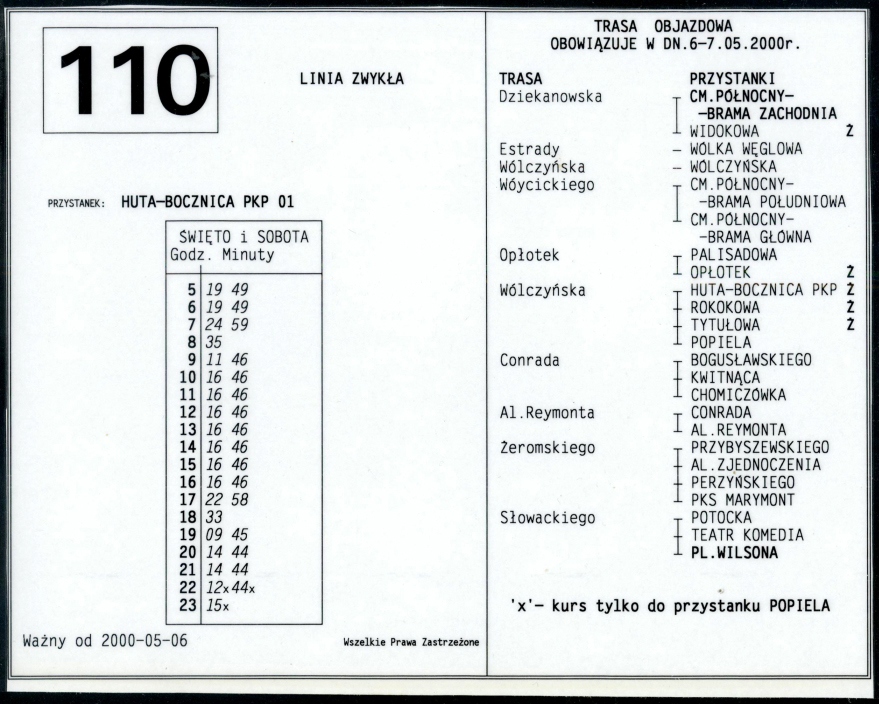 110
LINIA ZWYKŁA
PRZYSTANEK: HUTA-BOCZNICA PKP 01
ŚWIĘTO i SOBOTA
Godz. Minuty
5 19 49
6 19 49
7 24 59
8 35
9 11 46
10 16 46
11 16 46
12 16 46
13 16 46
14 16 46
15 16 46
16 16 46
17 22 58
18 33
19 09 45
20 14 44
21 14 44
22 12x 44x
23 15x
Ważny od 2000-05-06
Wszelkie Prawa Zastrzeżone
TRASA OBJAZDOWA
OBOWIĄZUJE W DN.6-7.05.2000r.
TRASA PRZYSTANKI
Dziekanowska CM.PÓŁNOCNY-
-BRAMA ZACHODNIA
WIDOKOWA Ż
Estrady - WÓLKA WĘGLOWA
Wólczyńska - WÓLCZYŃSKA
Wóycickiego CM.PÓŁNOCNY-
-BRAMA POŁUDNIOWA
CM.PÓŁNOCNY-
-BRAMA GŁÓWNA
Opłotek PALISADOWA
OPŁOTEK Ż
Wólczyńska HUTA-BOCZNICA PKP Ż
ROKOKOWA Ż
TYTUŁOWA Ż
POPIELA
Conrada BOGUSŁAWSKIEGO
KWITNĄCA
CHOMICZÓWKA
Al.Reymonta CONRADA
AL.REYMONTA
Żeromskiego PRZYBYSZEWSKIEGO
AL.ZJEDNOCZENIA
PERZYŃSKIEGO
PKS MARYMONT
Słowackiego POTOCKA
TEATR KOMEDIA
PL.WILSONA
'x'- kurs tylko do przystanku POPIELA